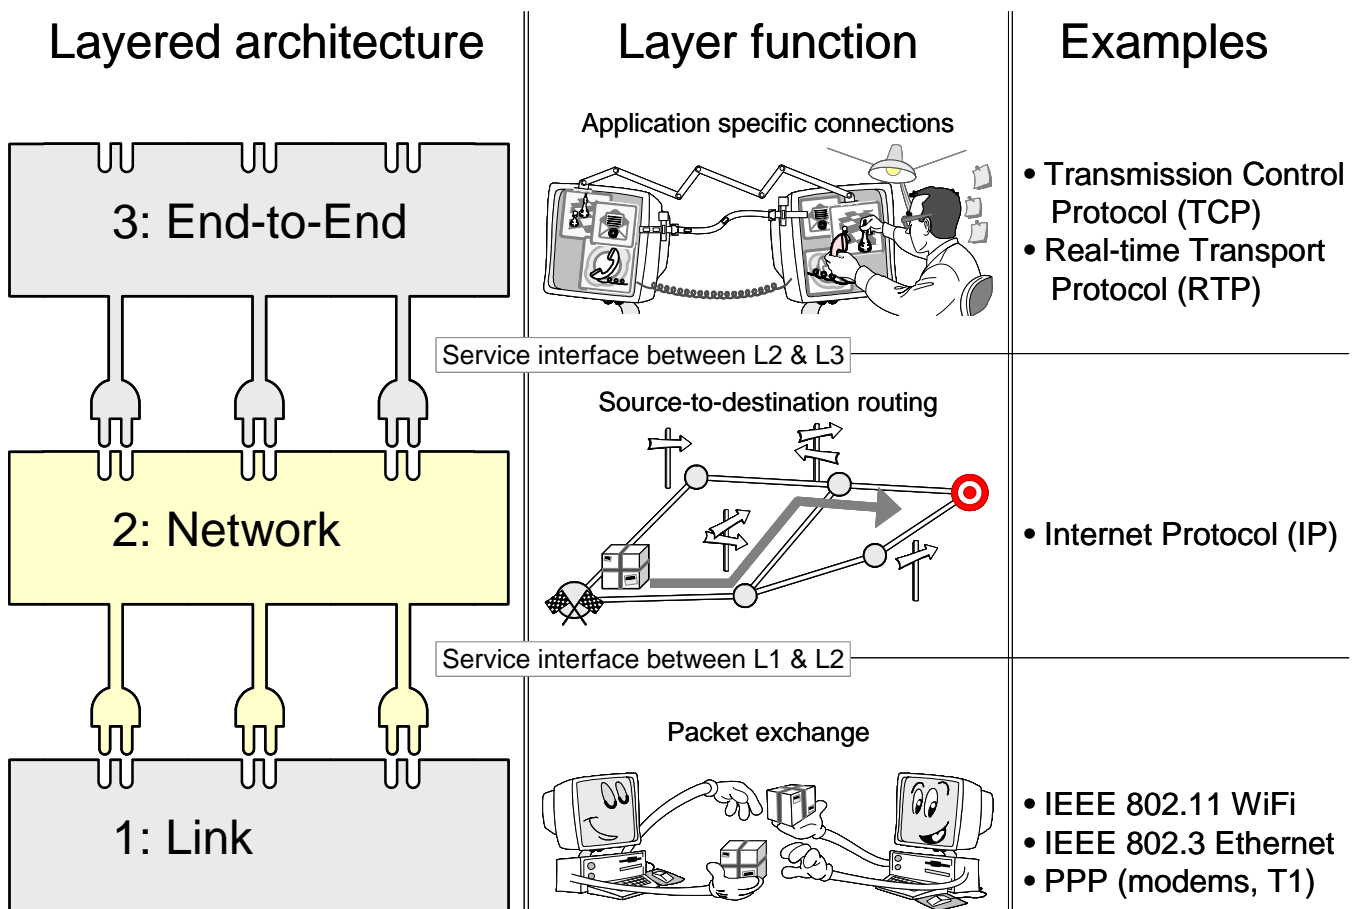 Layered architecture
Layer function
Examples
3: End-to-End
Application specific connections
• Transmission Control
Protocol (TCP)
• Real-time Transport
Protocol (RTP)
Service interface between L2 & L3
2: Network
Source-to-destination routing
• Internet Protocol (IP)
Service interface between L1 & L2
1: Link
Packet exchange
• IEEE 802.11 WiFi
• IEEE 802.3 Ethernet
• PPP (modems, T1)